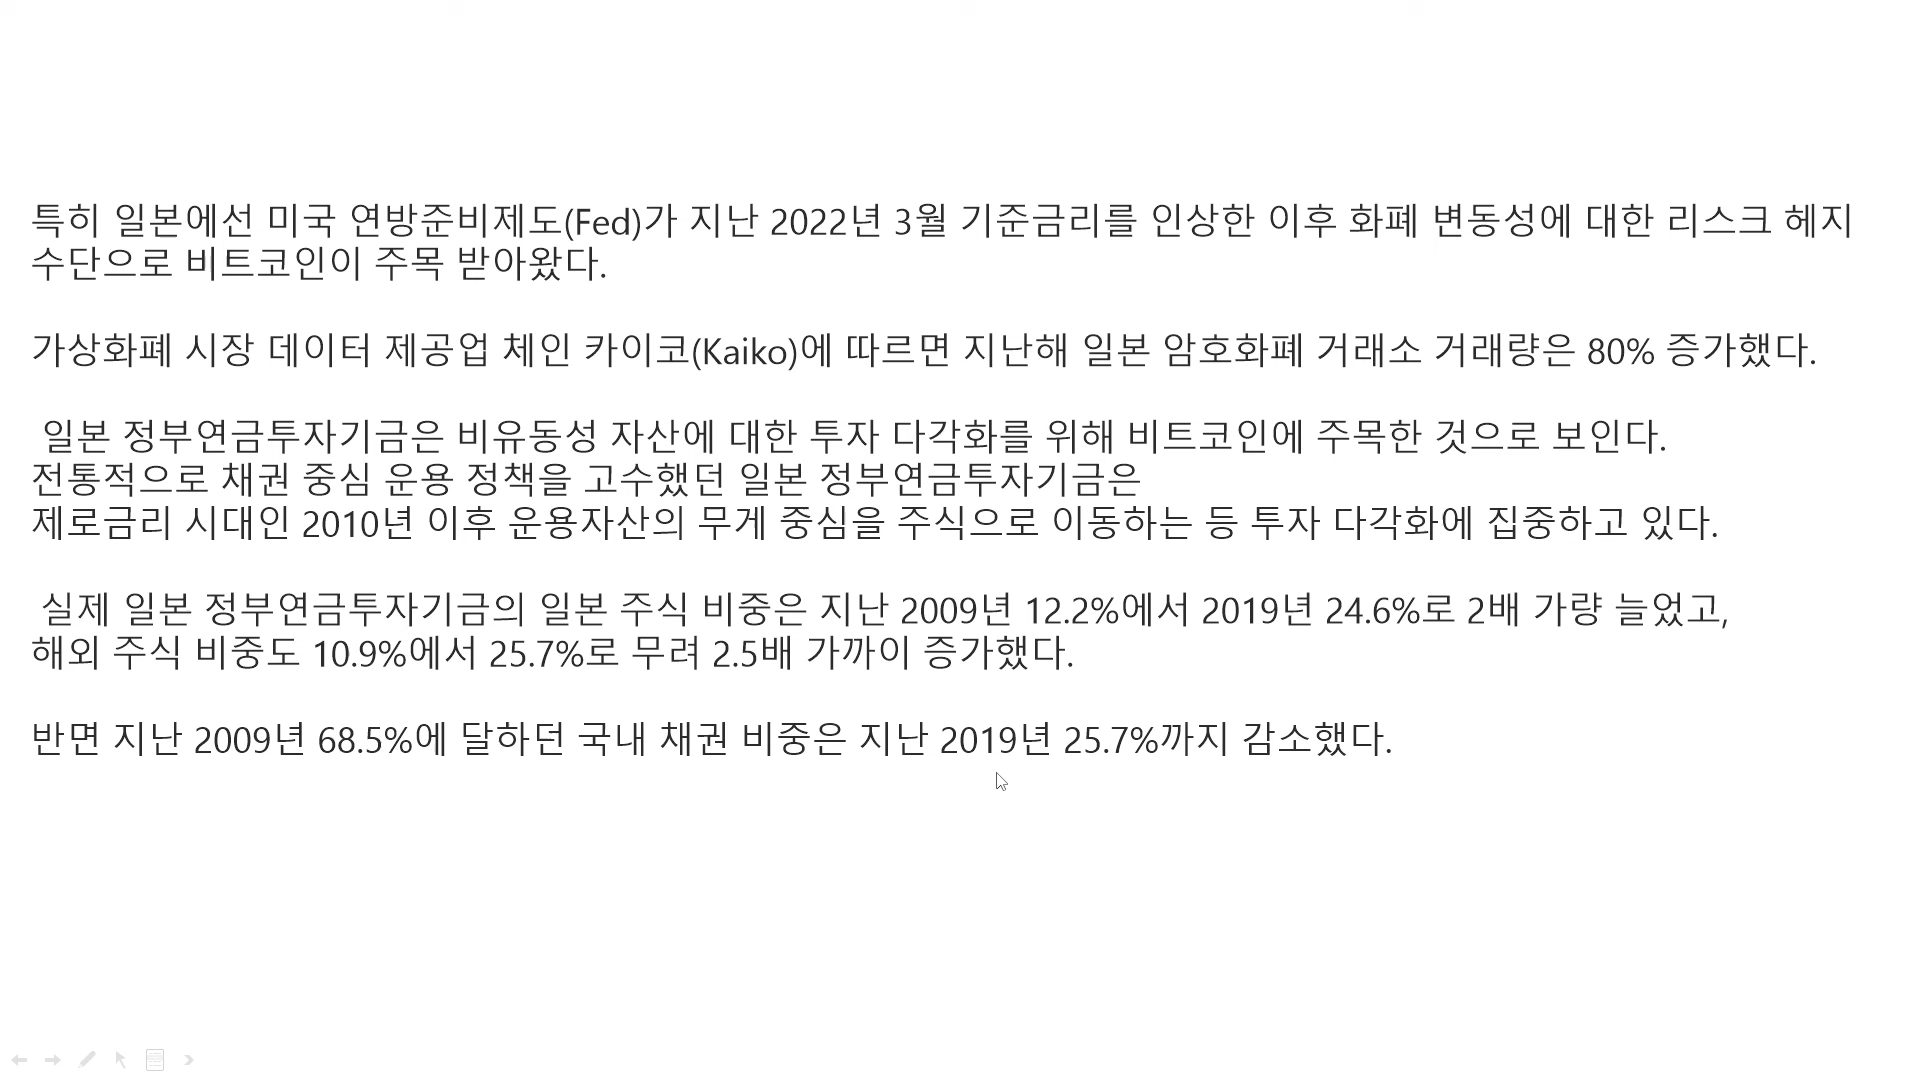 특히 일본에선 미국 연방준비제도(Fed)가 지난 2022년 3월 기준금리를 인상한 이후 화폐 변동성에 대한 리스크 헤지
수단으로 비트코인이 주목 받아왔다.
가상화폐 시장 데이터 제공업 체인 카이코(Kaiko)에 따르면 지난해 일본 암호화폐 거래소 거래량은 80% 증가했다.
일본 정부연금투자기금은 비유동성 자산에 대한 투자 다각화를 위해 비트코인에 주목한 것으로 보인다.
전통적으로 채권 중심 운용 정책을 고수했던 일본 정부연금투자기금은
제로금리 시대인 2010년 이후 운용자산의 무게 중심을 주식으로 이동하는 등 투자 다각화에 집중하고 있다.
실제 일본 정부연금투자기금의 일본 주식 비중은 지난 2009년 12.2%에서 2019년 24.6%로 2배 가량 늘었고,
해외 주식 비중도 10.9%에서 25.7%로 무려 2.5배 가까이 증가했다.
반면 지난 2009년 68.5%에 달하던 국내 채권 비중은 지난 2019년 25.7%까지 감소했다.